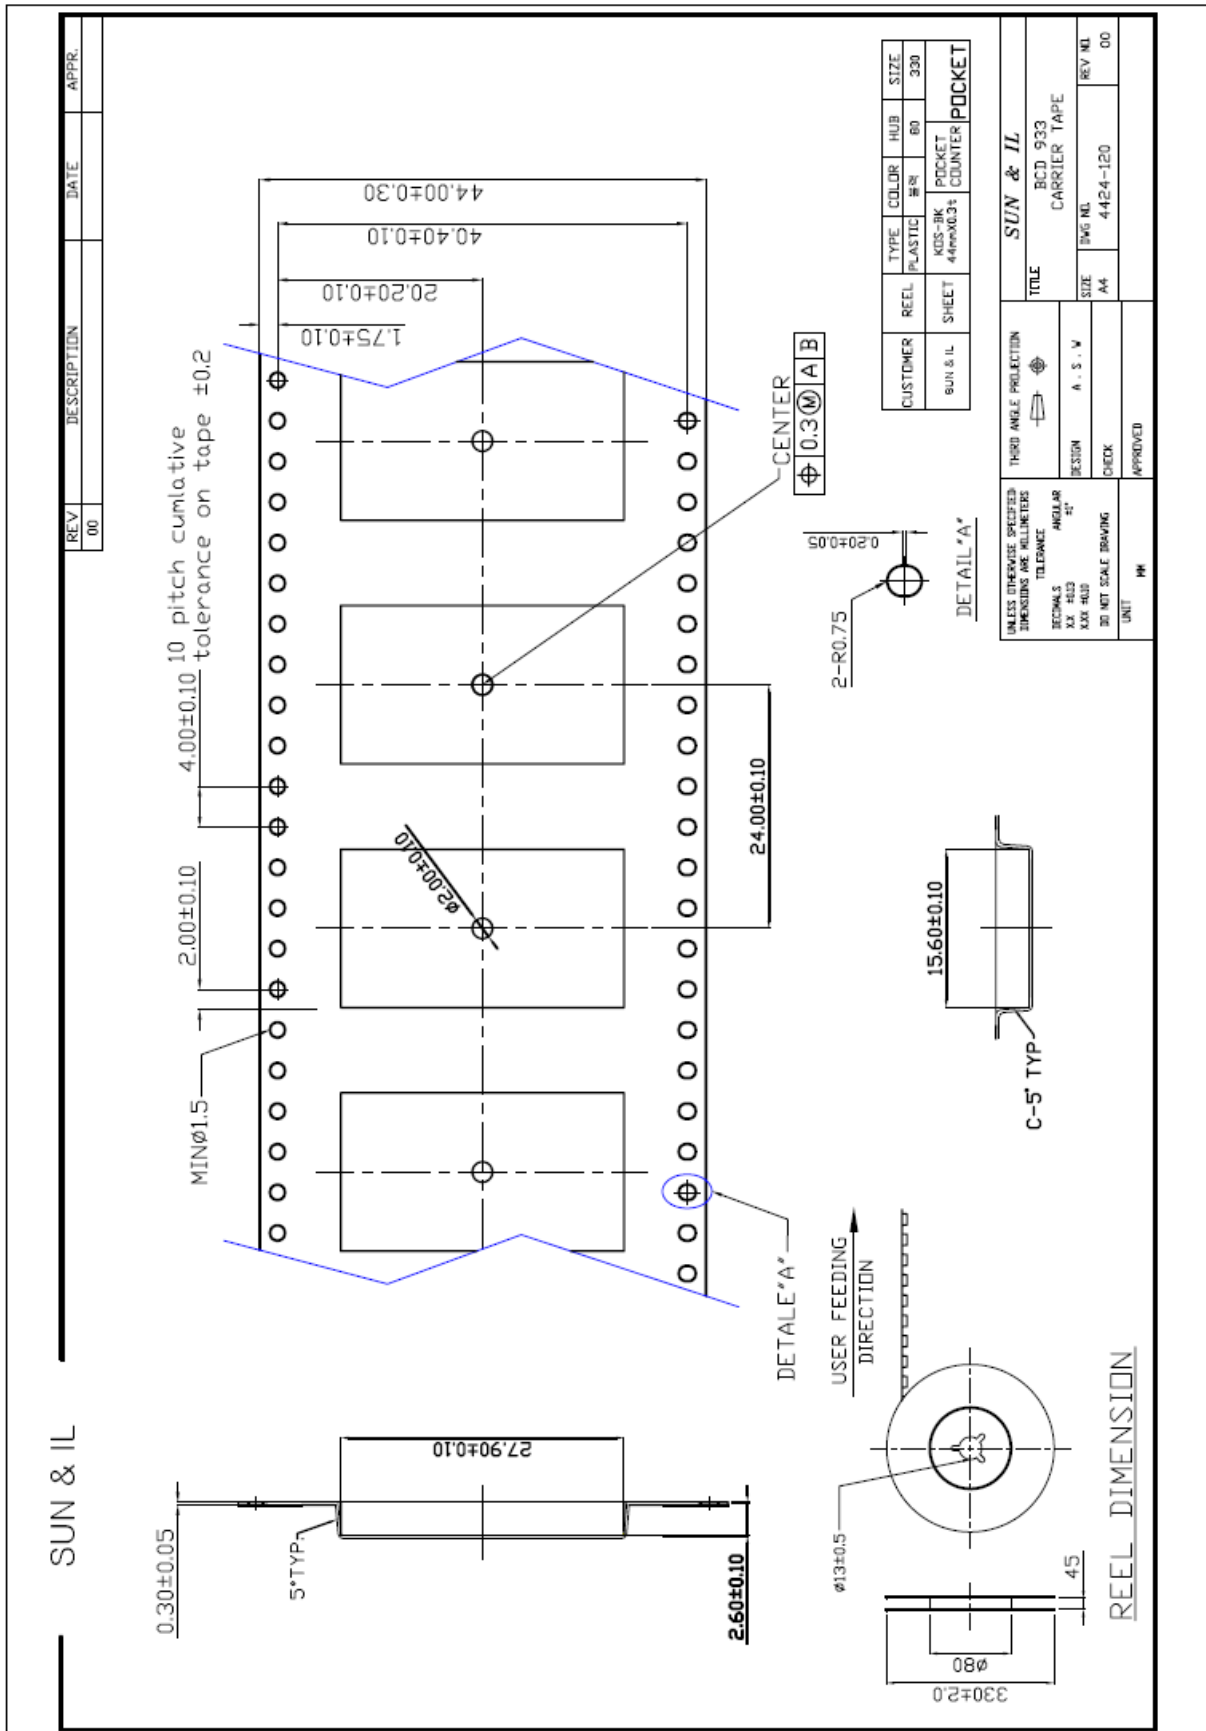 SUN & IL
REV DESCRIPTION DATE APPR.
00
10 pitch cumlative
tolerance on tape ±0.2
4.00±0.10
2.00±0.10
MINØ1.5
1.75±0.10
20.20±0.10
40.40±0.10
44.00±0.30
Ø2.00±0.10
24.00±0.10
CENTER
0.3 M A B
DETALE"A"
0.30±0.05
5°TYP.
27.90±0.10
2.60±0.10
15.60±0.10
C-5° TYP
2-R0.75
0.20±0.05
DETAIL"A"
USER FEEDING
DIRECTION
Ø13±0.5
45
Ø80
330±2.0
REEL DIMENSION
CUSTOMER REEL TYPE COLOR HUB SIZE
PLASTIC 80 330
SUN & IL SHEET KOS-BK
44mmX0.3t
POCKET
COUNTER
POCKET
UNLESS OTHERWISE SPECIFIED:
DIMENSIONS ARE MILLIMETERS
TOLERANCE
DECIMALS ANGULAR
X.X ±0.13 ±1°
X.XX ±0.10
DO NOT SCALE DRAWING
UNIT MM
THIRD ANGLE PROJECTION
DESIGN A . S . W
CHECK
APPROVED
SUN & IL
TITLE
BCD 933
CARRIER TAPE
SIZE DWG NO. REV NO.
A4 4424-120 00